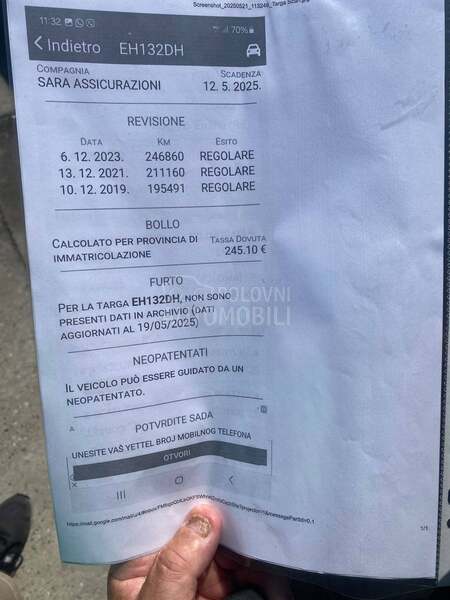 Screenshot_20250521_113249_Targa Scan.jpg
11:32 70%
Indietro EH132DH
COMPAGNIA SCADENZA
SARA ASSICURAZIONI 12. 5. 2025.
REVISIONE
DATA KM ESITO
6. 12. 2023. 246860 REGOLARE
13. 12. 2021. 211160 REGOLARE
10. 12. 2019. 195491 REGOLARE
BOLLO
CALCOLATO PER PROVINCIA DI TASSA DOVUTA
IMMATRICOLAZIONE 245.10 €
FURTO
PER LA TARGA EH132DH, NON SONO
PRESENTI DATI IN ARCHIVIO (DATI
AGGIORNATI AL 19/05/2025)
POLOVNI
AUTOMOBILI
NEOPATENTATI
IL VEICOLO PUÒ ESSERE GUIDATO DA UN
NEOPATENTATO.
POTVRDITE SADA
UNESITE VAŠ YETTEL BROJ MOBILNOG TELEFONA
OTVORI
1/1